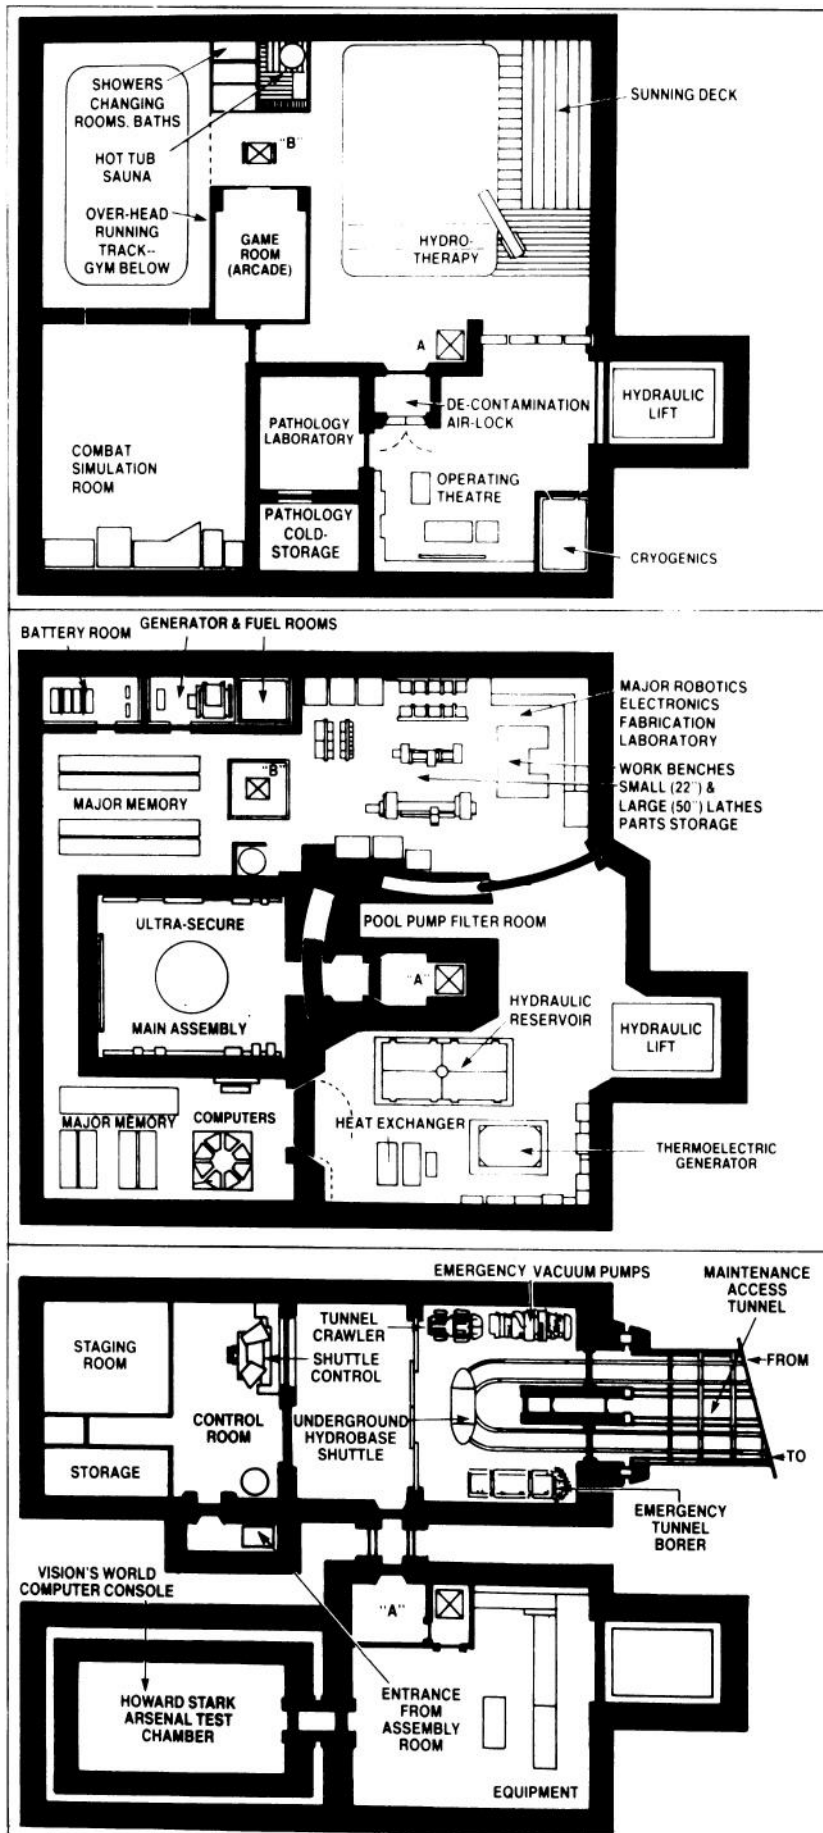 SHOWERS
CHANGING
ROOMS, BATHS
HOT TUB
SAUNA
OVER-HEAD
RUNNING
TRACK--
GYM BELOW
"B"
GAME
ROOM
(ARCADE)
SUNNING DECK
HYDRO-
THERAPY
A
DE-CONTAMINATION
AIR-LOCK
HYDRAULIC
LIFT
PATHOLOGY
LABORATORY
COMBAT
SIMULATION
ROOM
OPERATING
THEATRE
PATHOLOGY
COLD-
STORAGE
CRYOGENICS
BATTERY ROOM
GENERATOR & FUEL ROOMS
MAJOR ROBOTICS
ELECTRONICS
FABRICATION
LABORATORY
WORK BENCHES
SMALL (22") &
LARGE (50") LATHES
PARTS STORAGE
"B"
MAJOR MEMORY
ULTRA-SECURE
MAIN ASSEMBLY
POOL PUMP FILTER ROOM
"A"
HYDRAULIC
RESERVOIR
HYDRAULIC
LIFT
MAJOR MEMORY
COMPUTERS
HEAT EXCHANGER
THERMOELECTRIC
GENERATOR
EMERGENCY VACUUM PUMPS
MAINTENANCE
ACCESS
TUNNEL
TUNNEL
CRAWLER
SHUTTLE
CONTROL
STAGING
ROOM
FROM
CONTROL
ROOM
UNDERGROUND
HYDROBASE
SHUTTLE
STORAGE
TO
EMERGENCY
TUNNEL
BORER
VISION'S WORLD
COMPUTER CONSOLE
"A"
HOWARD STARK
ARSENAL TEST
CHAMBER
ENTRANCE
FROM
ASSEMBLY
ROOM
EQUIPMENT